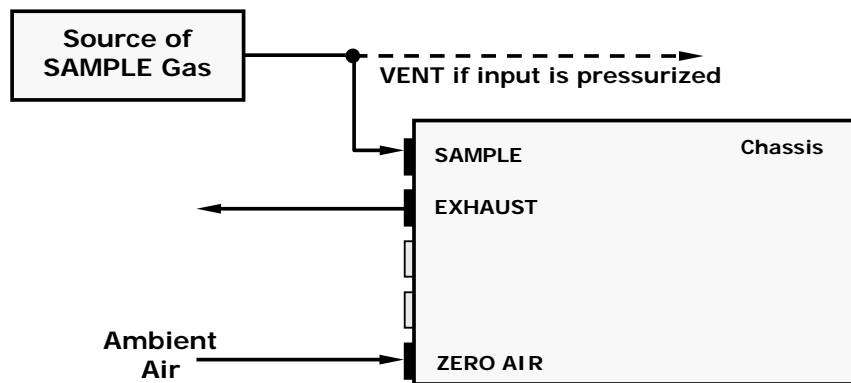 Source of
SAMPLE Gas
VENT if input is pressurized
SAMPLE
Chassis
EXHAUST
Ambient
Air
ZERO AIR